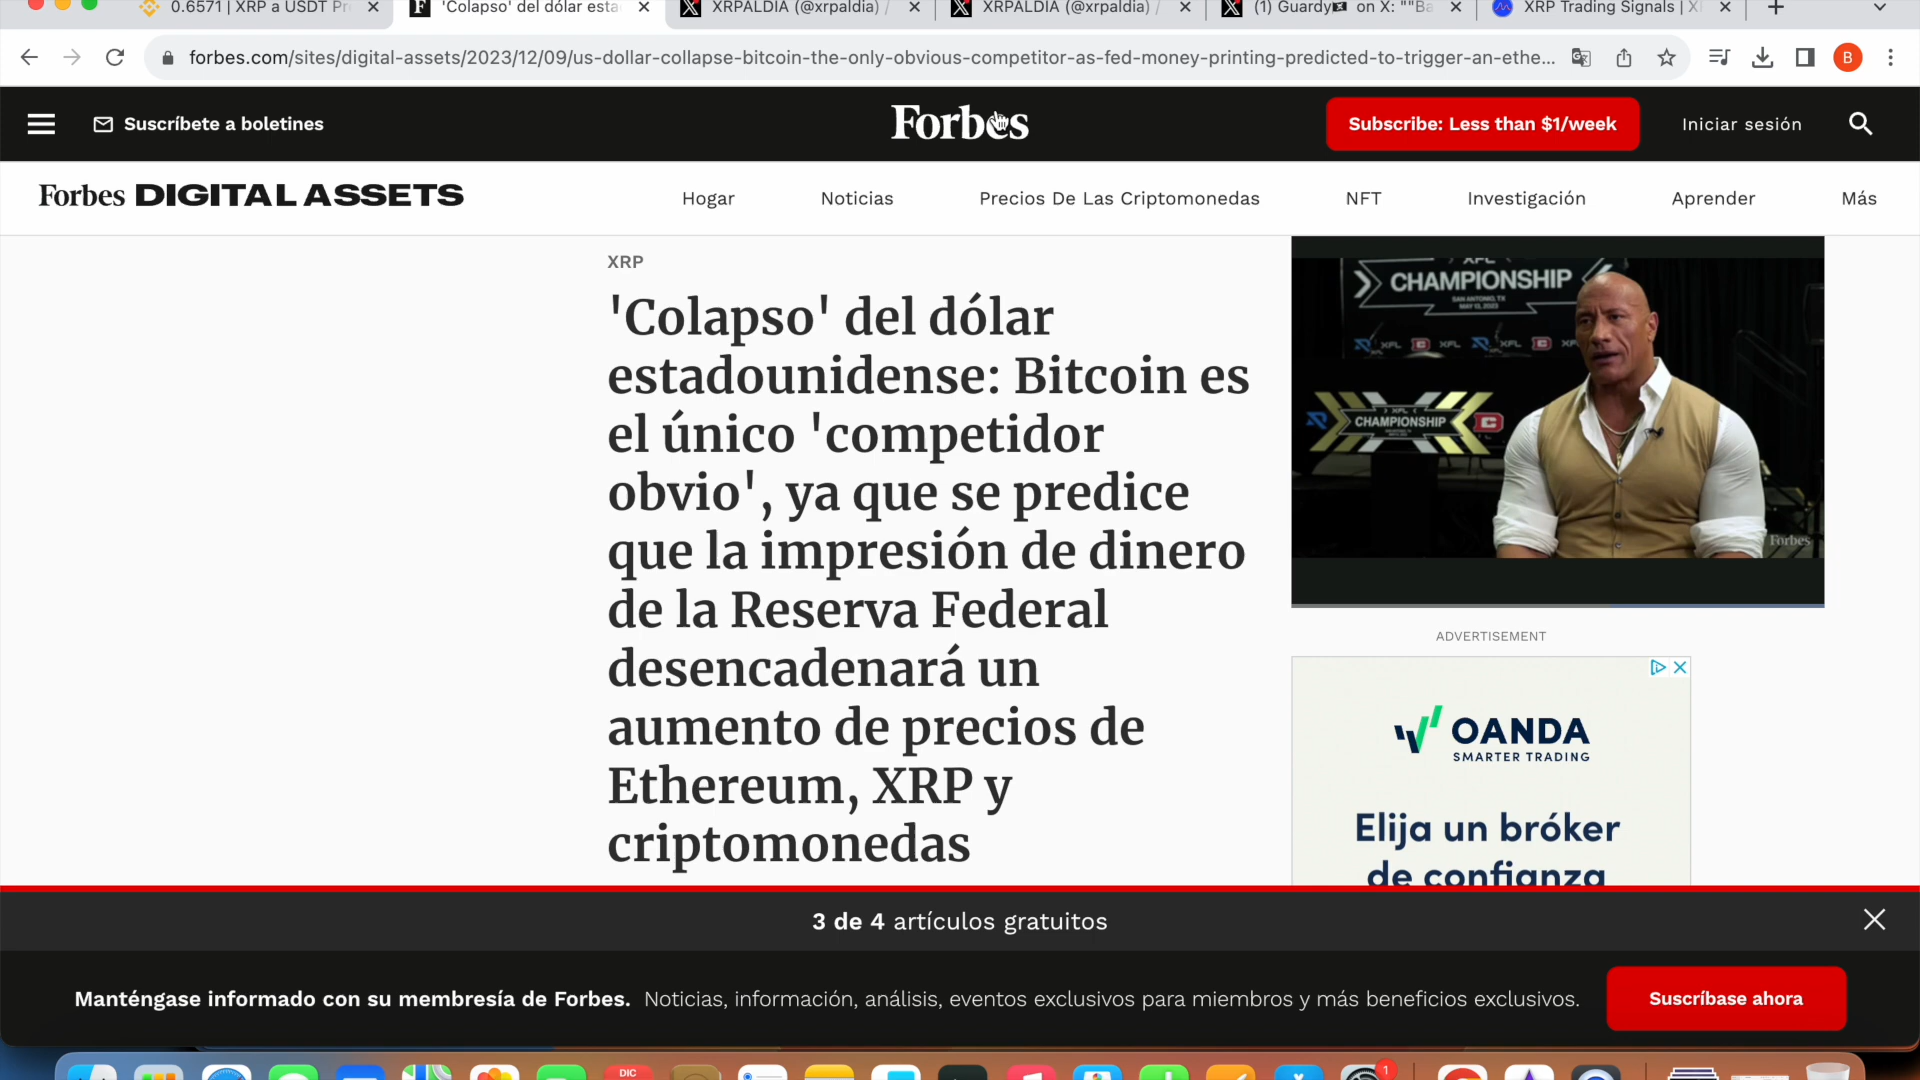 0.6571 | XRP a USDT Pr
'Colapso' del dólar esta
XRPALDIA (@xrpaldia) /
XRPALDIA (@xrpaldia) /
(1) Guardy on X: ""Ba
XRP Trading Signals | X
forbes.com/sites/digital-assets/2023/12/09/us-dollar-collapse-bitcoin-the-only-obvious-competitor-as-fed-money-printing-predicted-to-trigger-an-ethe...
B
Suscríbete a boletines
Forbes
Subscribe: Less than $1/week
Iniciar sesión
Forbes DIGITAL ASSETS
Hogar
Noticias
Precios De Las Criptomonedas
NFT
Investigación
Aprender
Más
XRP
'Colapso' del dólar
estadounidense: Bitcoin es
el único 'competidor
obvio', ya que se predice
que la impresión de dinero
de la Reserva Federal
desencadenará un
aumento de precios de
Ethereum, XRP y
criptomonedas
XFL
CHAMPIONSHIP
SAN ANTONIO, TX
MAY 13, 2023
XFL
XFL
XFL
XFL
CHAMPIONSHIP
Forbes
ADVERTISEMENT
OANDA
SMARTER TRADING
Elija un bróker
de confianza
3 de 4 artículos gratuitos
Manténgase informado con su membresía de Forbes. Noticias, información, análisis, eventos exclusivos para miembros y más beneficios exclusivos.
Suscríbase ahora
DIC
1